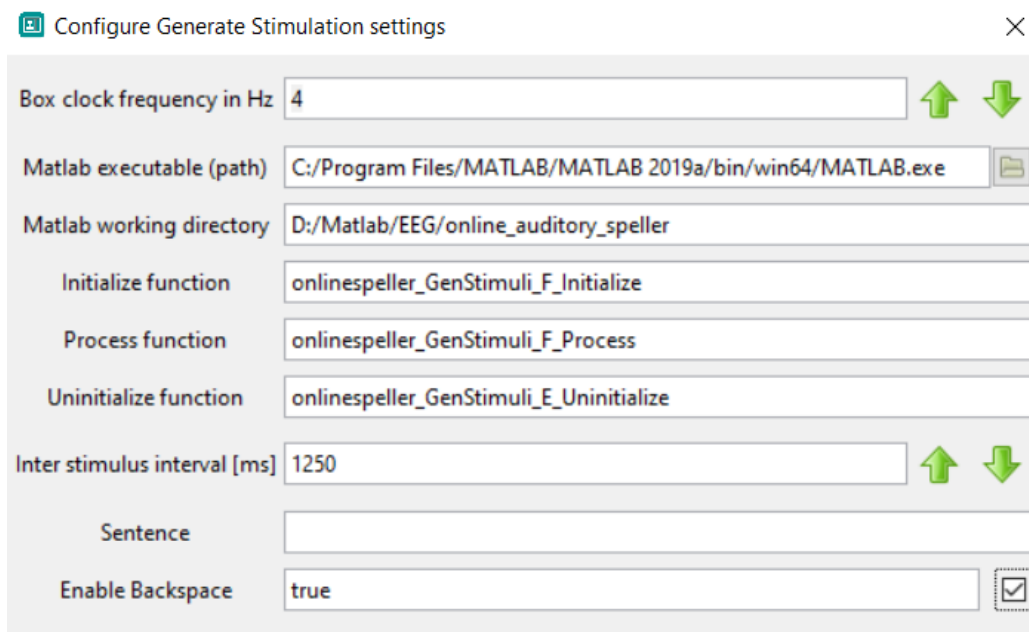 Configure Generate Stimulation settings
Box clock frequency in Hz 4
Matlab executable (path) C:/Program Files/MATLAB/MATLAB 2019a/bin/win64/MATLAB.exe
Matlab working directory D:/Matlab/EEG/online_auditory_speller
Initialize function onlinespeller_GenStimuli_F_Initialize
Process function onlinespeller_GenStimuli_F_Process
Uninitialize function onlinespeller_GenStimuli_E_Uninitialize
Inter stimulus interval [ms] 1250
Sentence
Enable Backspace true